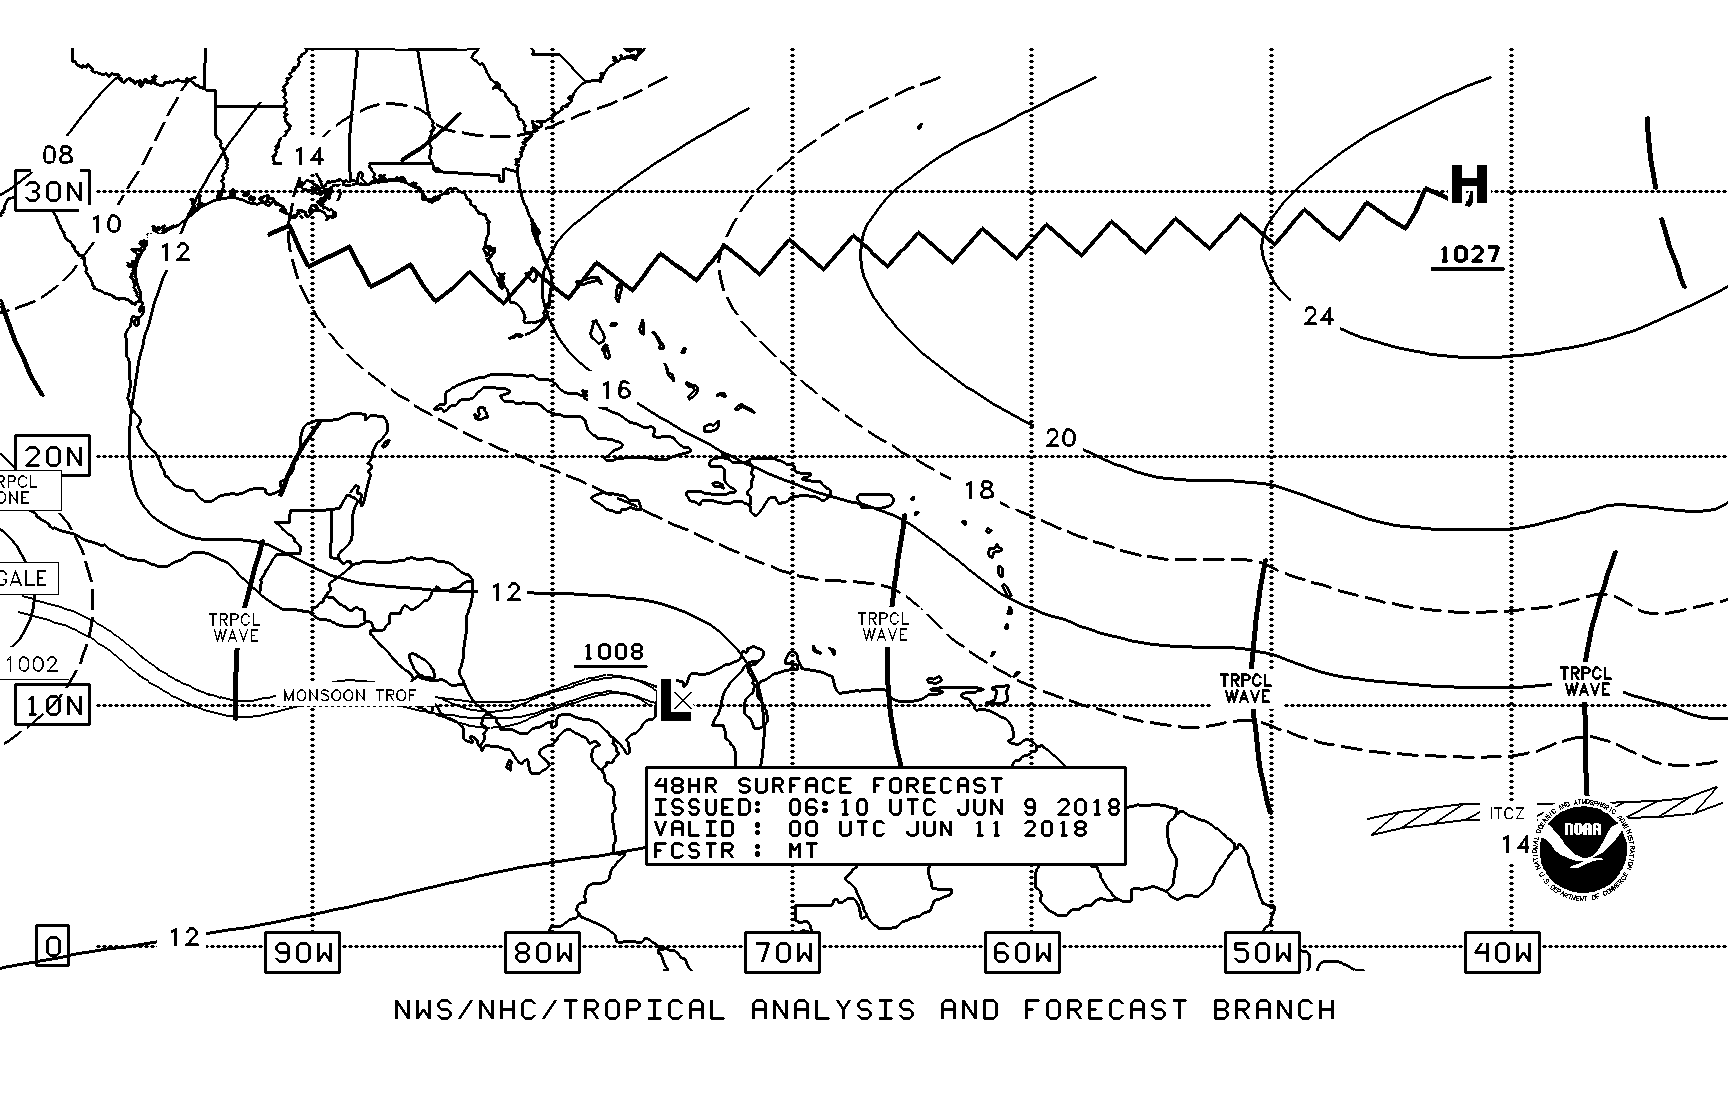 08
14
30N
10
12
H
1027
24
16
20
20N
18
RPCL
ONE
GALE
12
TRPCL
WAVE
TRPCL
WAVE
1008
1002
MONSOON TROF
L
TRPCL
WAVE
TRPCL
WAVE
10N
48HR SURFACE FORECAST
ISSUED: 06:10 UTC JUN 9 2018
VALID : 00 UTC JUN 11 2018
FCSTR : MT
ITCZ
14
NOAA
NATIONAL OCEANIC AND ATMOSPHERIC ADMINISTRATION
U.S. DEPARTMENT OF COMMERCE
12
0
90W
80W
70W
60W
50W
40W
NWS/NHC/TROPICAL ANALYSIS AND FORECAST BRANCH